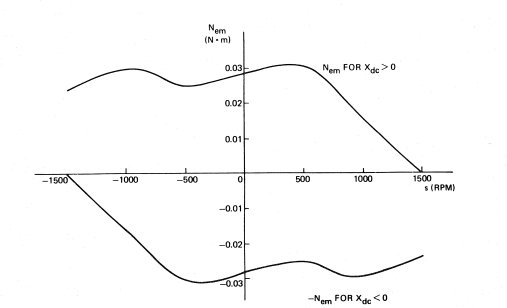 Nem
(N • m)
0.03
Nem FOR Xdc > 0
0.02
0.01
−1500
−1000
−500
0
500
1000
1500
s (RPM)
−0.01
−0.02
−0.03
−Nem FOR Xdc < 0